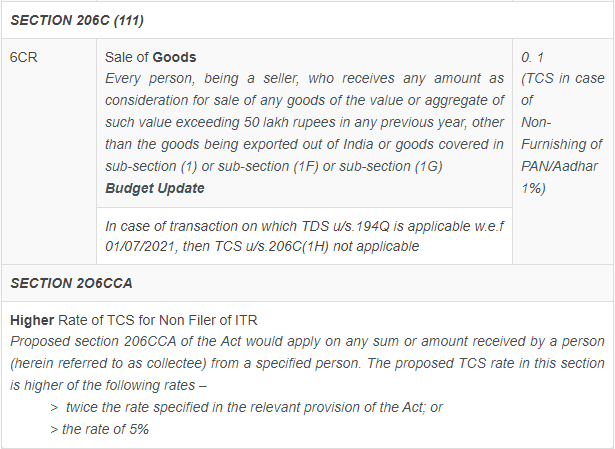 SECTION 206C (111)
6CR
Sale of Goods
Every person, being a seller, who receives any amount as
consideration for sale of any goods of the value or aggregate of
such value exceeding 50 lakh rupees in any previous year, other
than the goods being exported out of India or goods covered in
sub-section (1) or sub-section (1F) or sub-section (1G)
Budget Update
0. 1
(TCS in case
of
Non-
Furnishing of
PAN/Aadhar
1%)
In case of transaction on which TDS u/s.194Q is applicable w.e.f
01/07/2021, then TCS u/s.206C(1H) not applicable
SECTION 2O6CCA
Higher Rate of TCS for Non Filer of ITR
Proposed section 206CCA of the Act would apply on any sum or amount received by a person
(herein referred to as collectee) from a specified person. The proposed TCS rate in this section
is higher of the following rates –
> twice the rate specified in the relevant provision of the Act; or
> the rate of 5%